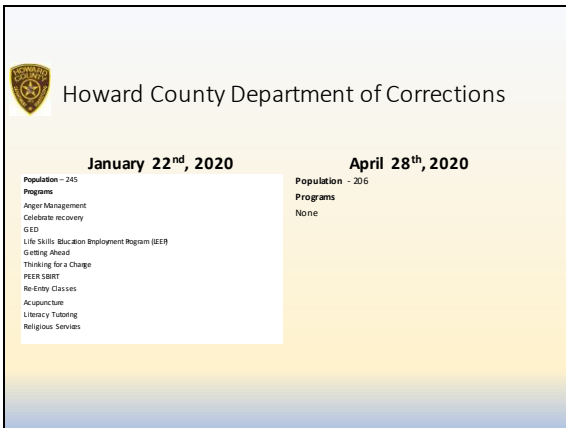 HOWARD
COUNTY
Howard County Department of Corrections
January 22nd, 2020
Population – 245
Programs
Anger Management
Celebrate recovery
GED
Life Skills Education Employment Program (LEEP)
Getting Ahead
Thinking for a Change
PEER SBIRT
Re-Entry Classes
Acupuncture
Literacy Tutoring
Religious Services
April 28th, 2020
Population - 206
Programs
None